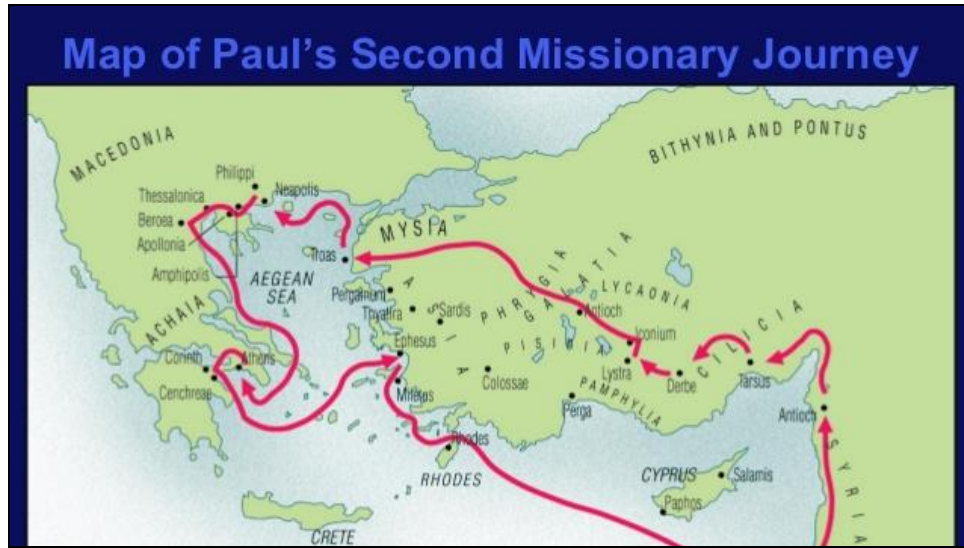 Map of Paul's Second Missionary Journey
BITHYNIA AND PONTUS
MACEDONIA
Philippi
Neapolis
Thessalonica
Beroea
Apollonia
Amphipolis
MYSIA
Troas
AEGEAN
SEA
ASIA
PHRYGIA
GALATIA
LYCAONIA
Pergamum
Thyatira
Sardis
Antioch
CILICIA
ACHAIA
PISIDIA
Iconium
Ephesus
Corinth
Athens
Lystra
Derbe
Tarsus
Cenchreae
Colossae
Miletus
PAMPHYLIA
Perga
Antioch
Rhodes
RHODES
CYPRUS
Salamis
Paphos
SYRIA
CRETE